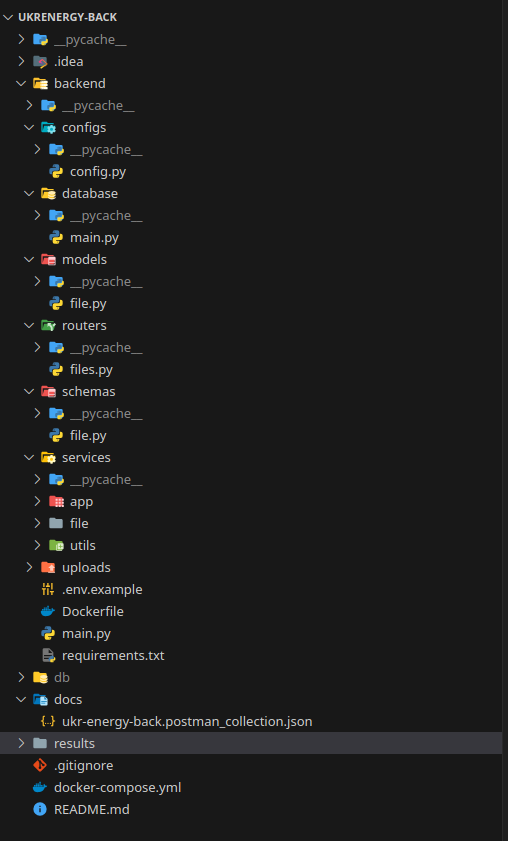 UKRENERGY-BACK
__pycache__
.idea
backend
__pycache__
configs
__pycache__
config.py
database
__pycache__
main.py
models
__pycache__
file.py
routers
__pycache__
files.py
schemas
__pycache__
file.py
services
__pycache__
app
file
utils
uploads
.env.example
Dockerfile
main.py
requirements.txt
db
docs
ukr-energy-back.postman_collection.json
results
.gitignore
docker-compose.yml
README.md